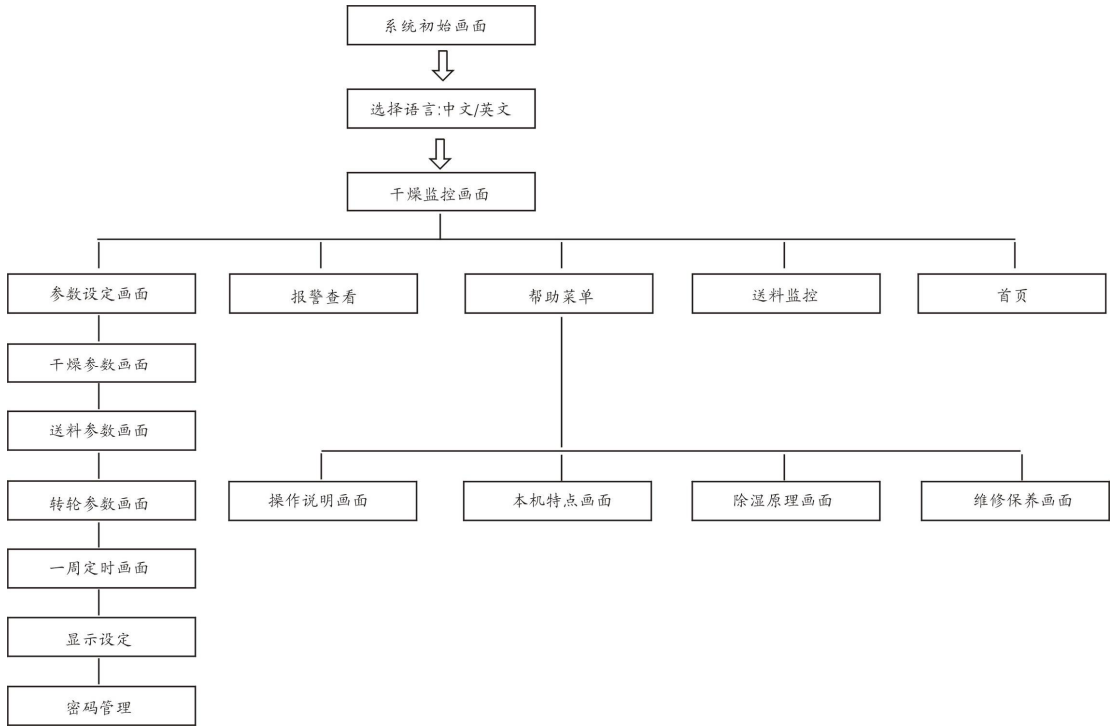 系统初始画面
选择语言:中文/英文
干燥监控画面
参数设定画面
报警查看
帮助菜单
送料监控
首页
干燥参数画面
送料参数画面
转轮参数画面
操作说明画面
本机特点画面
除湿原理画面
维修保养画面
一周定时画面
显示设定
密码管理